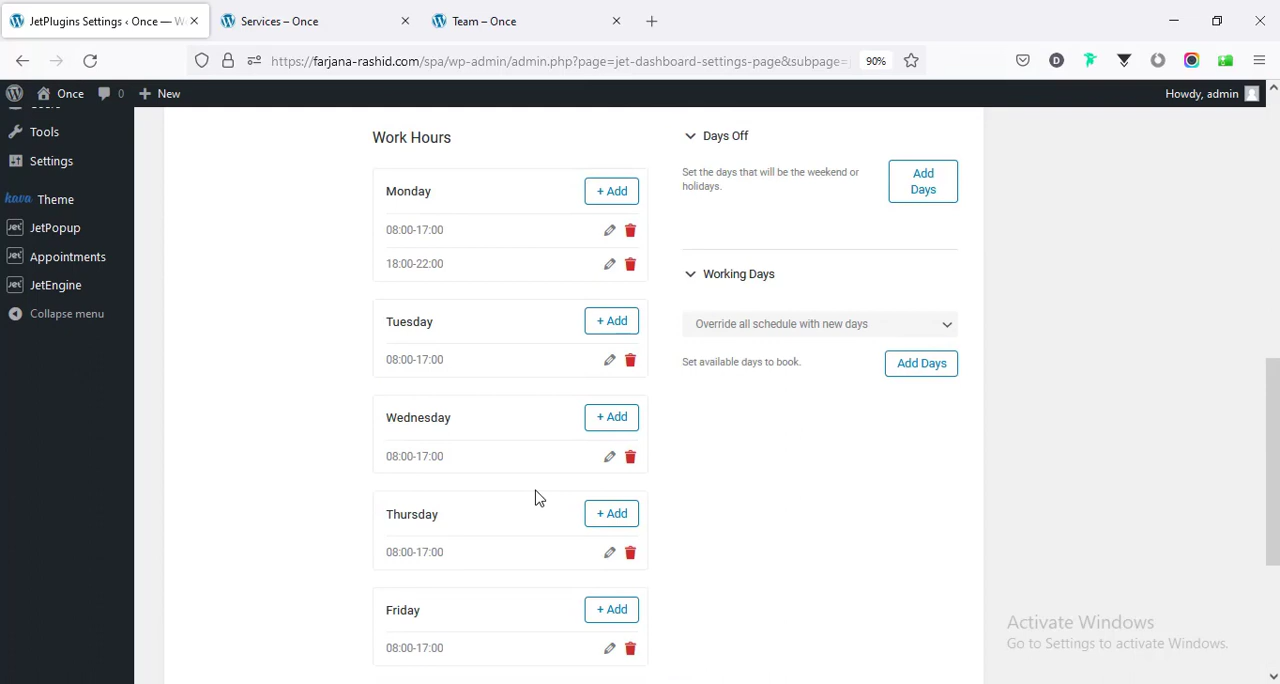 JetPlugins Settings ‹ Once — W
Services – Once
Team – Once
https://farjana-rashi8.com/spa/wp-admin/admin.php?page=jet-dashboard-settings-page&subpage=
90%
Once
0
New
Howdy, admin
Tools
Settings
hava Theme
Jet JetPopup
Jet Appointments
Jet JetEngine
Collapse menu
Work Hours
Monday
+ Add
08:00-17:00
18:00-22:00
Tuesday
+ Add
08:00-17:00
Wednesday
+ Add
08:00-17:00
Thursday
+ Add
08:00-17:00
Friday
+ Add
08:00-17:00
Days Off
Set the days that will be the weekend or
holidays.
Add
Days
Working Days
Override all schedule with new days
Set available days to book.
Add Days
Activate Windows
Go to Settings to activate Windows.